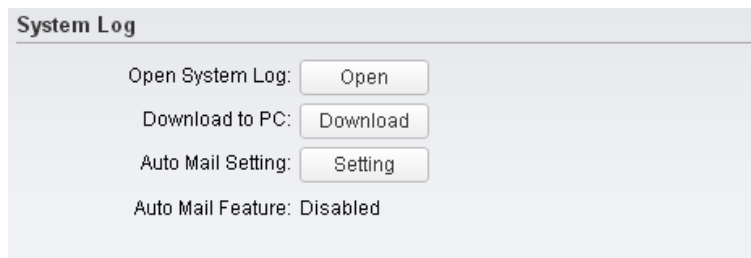 System Log
Open System Log: Open
Download to PC: Download
Auto Mail Setting: Setting
Auto Mail Feature: Disabled